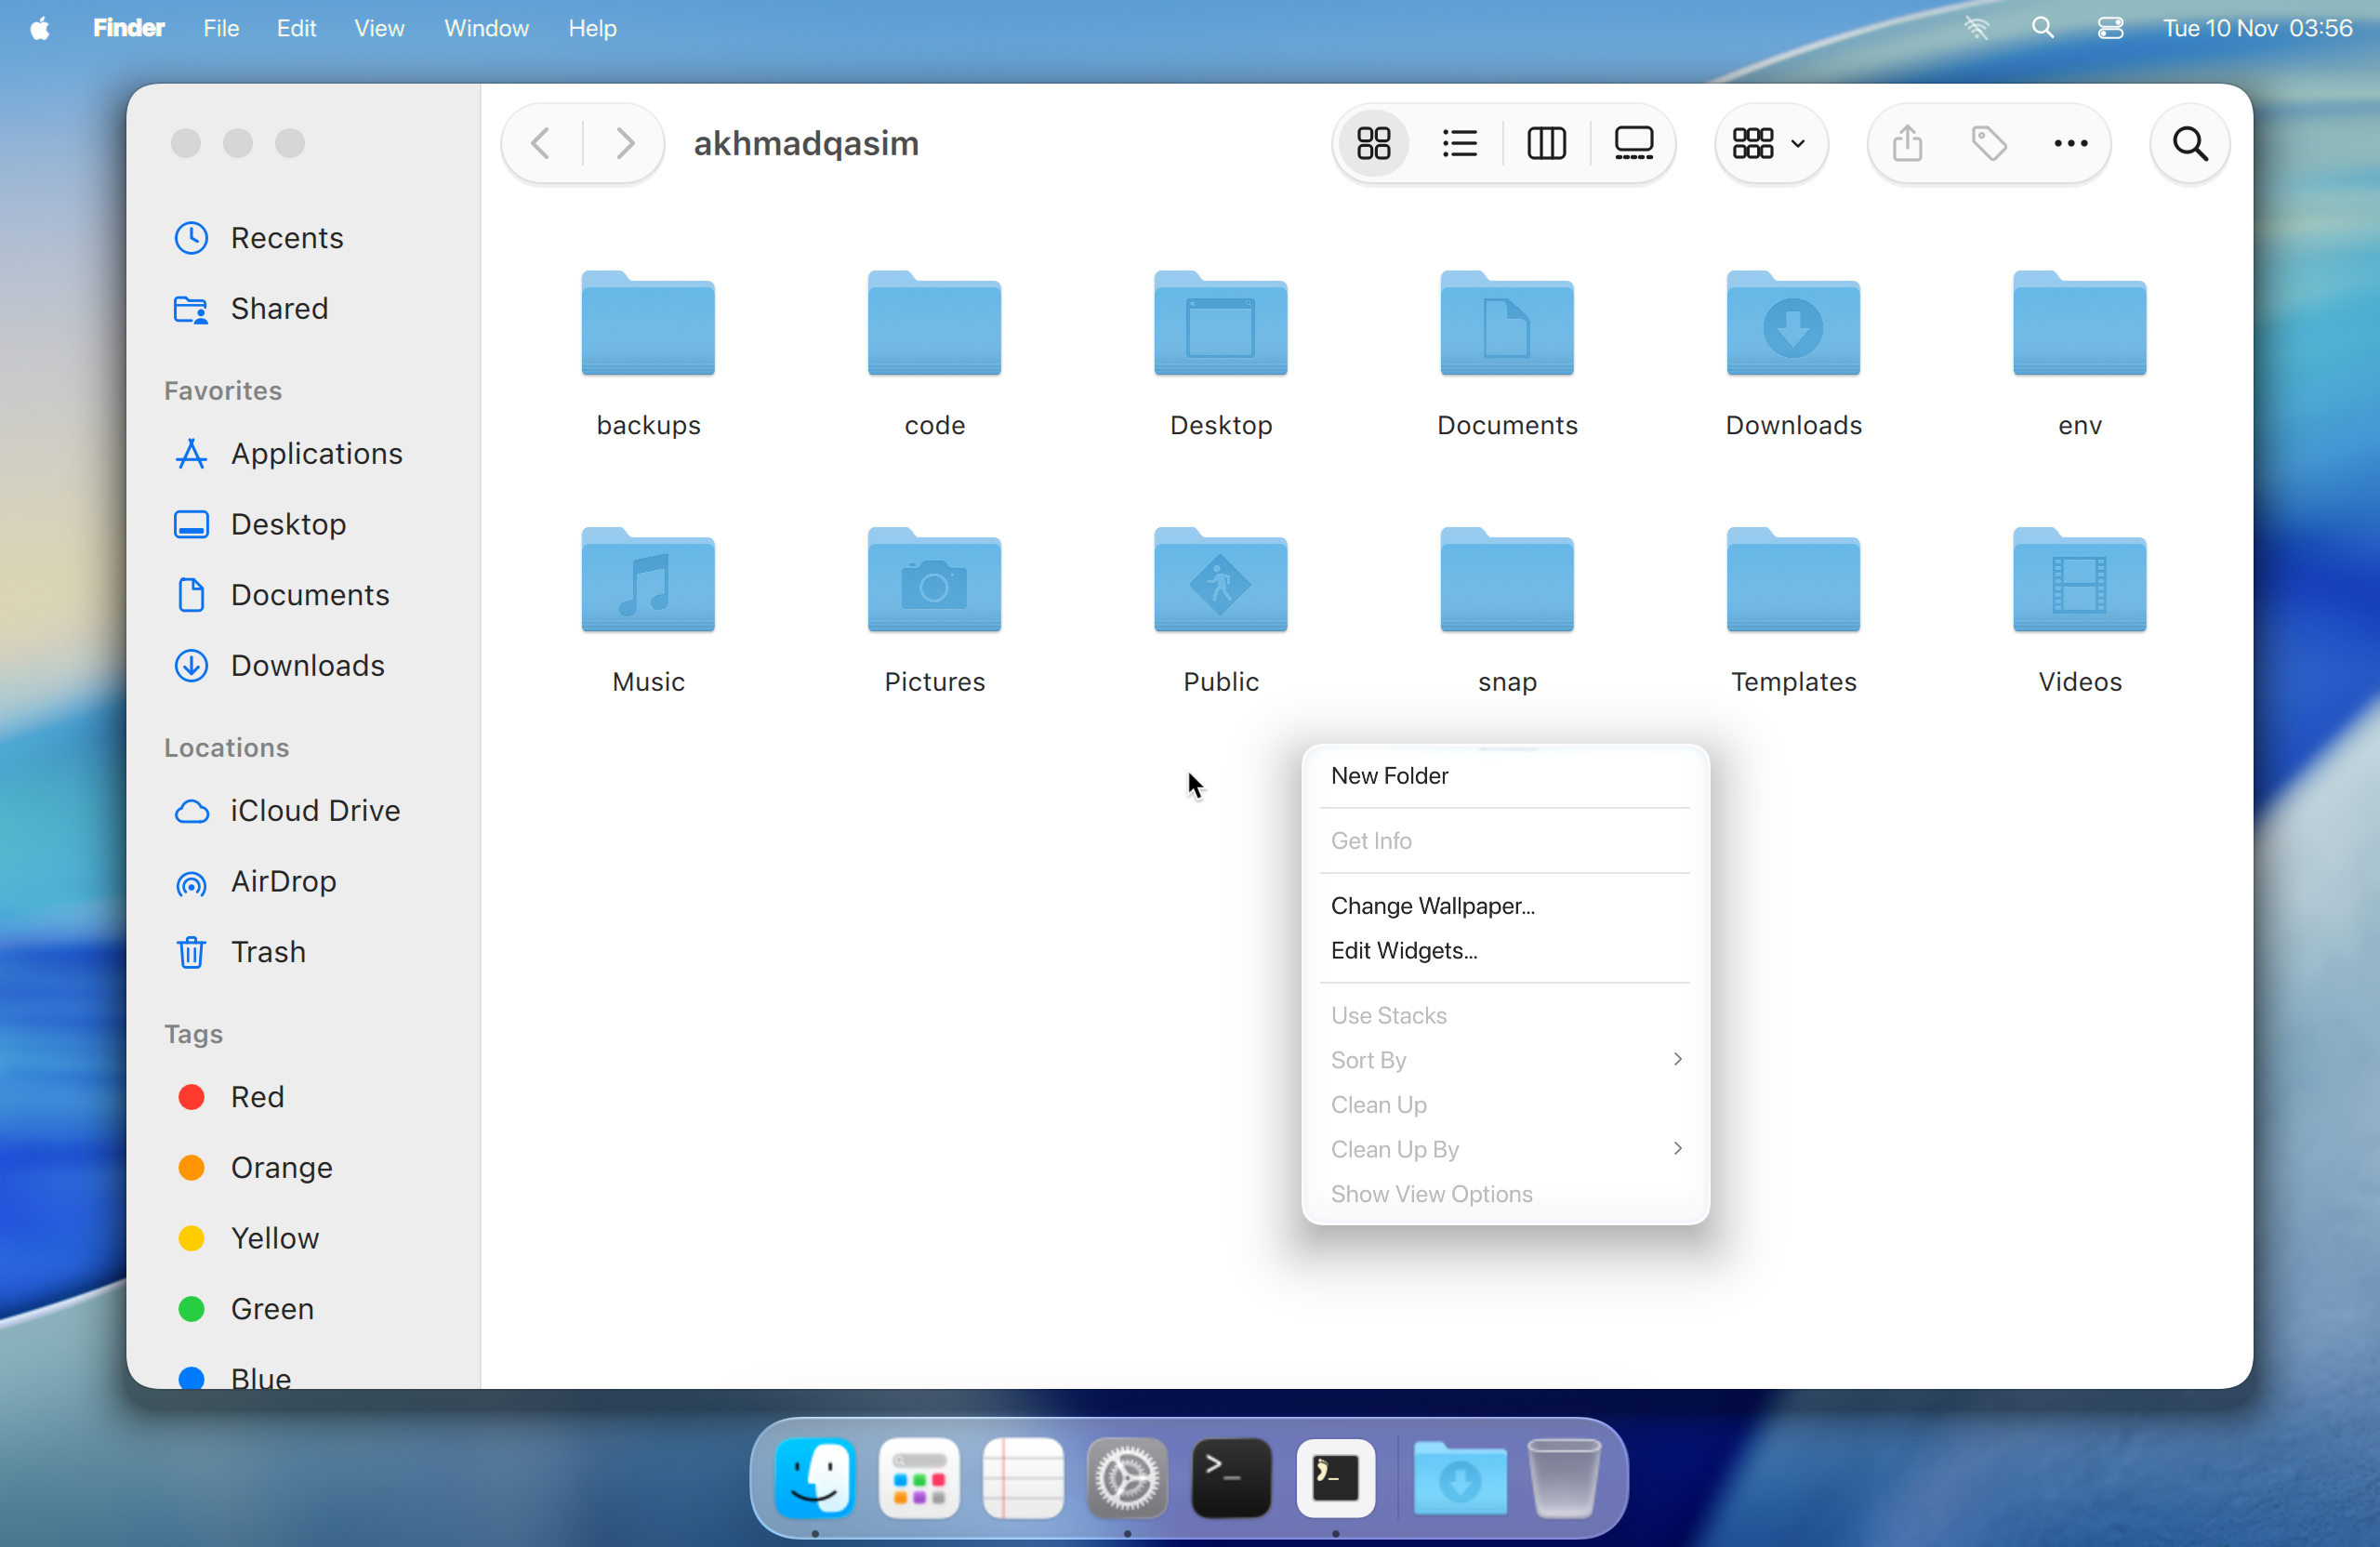 Finder File Edit View Window Help Tue 10 Nov 03:56
akhmadqasim
Recents
Shared
Favorites
Applications
Desktop
Documents
Downloads
Locations
iCloud Drive
AirDrop
Trash
Tags
Red
Orange
Yellow
Green
Blue
backups code Desktop Documents Downloads env
Music Pictures Public snap Templates Videos
New Folder
Get Info
Change Wallpaper...
Edit Widgets...
Use Stacks
Sort By
Clean Up
Clean Up By
Show View Options